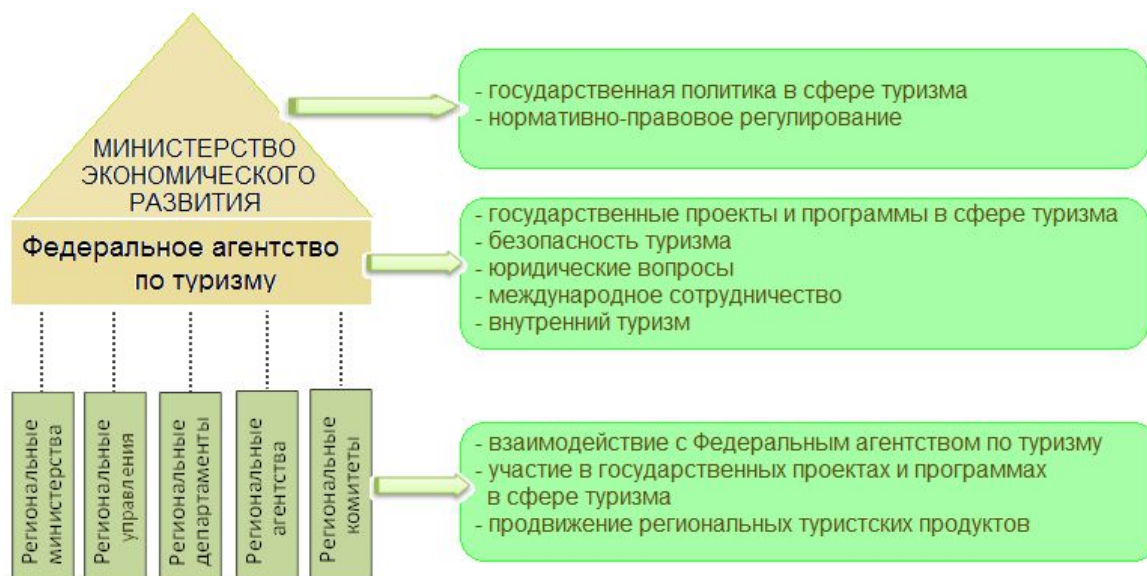 МИНИСТЕРСТВО
ЭКОНОМИЧЕСКОГО
РАЗВИТИЯ
- государственная политика в сфере туризма
- нормативно-правовое регулирование
Федеральное агентство
по туризму
- государственные проекты и программы в сфере туризма
- безопасность туризма
- юридические вопросы
- международное сотрудничество
- внутренний туризм
Региональные
министерства
Региональные
управления
Региональные
департаменты
Региональные
агентства
Региональные
комитеты
- взаимодействие с Федеральным агентством по туризму
- участие в государственных проектах и программах
в сфере туризма
- продвижение региональных туристских продуктов